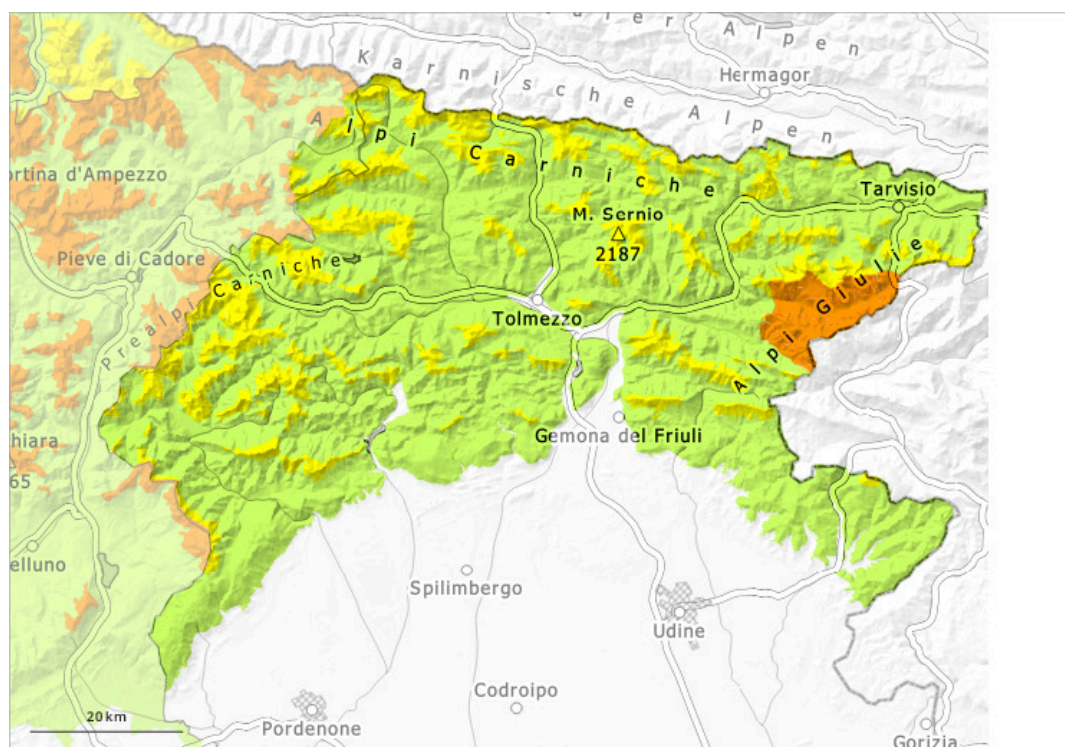 Alpen
Karnische Alpen
Hermagor
Alpi Carniche
ortina d'Ampezzo
Tarvisio
M. Sernio
2187
Pieve di Cadore
Prealpi Carniche
Alpi Giulie
Tolmezzo
Gemona del Friuli
hiara
65
elluno
Spilimbergo
Udine
Codroipo
20 km
Pordenone
Gorizia